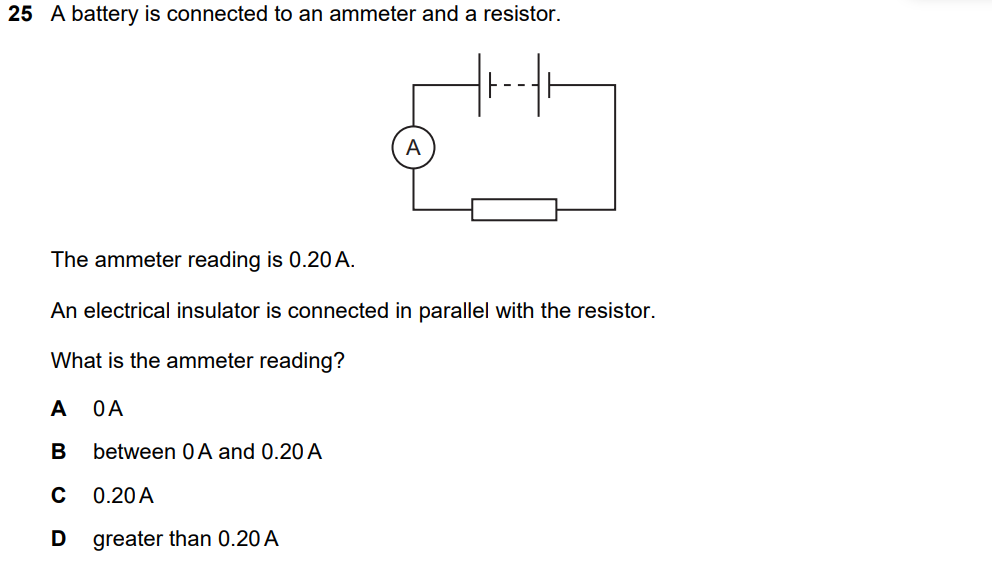 25 A battery is connected to an ammeter and a resistor.
A
The ammeter reading is 0.20 A.
An electrical insulator is connected in parallel with the resistor.
What is the ammeter reading?
A 0 A
B between 0 A and 0.20 A
C 0.20 A
D greater than 0.20 A